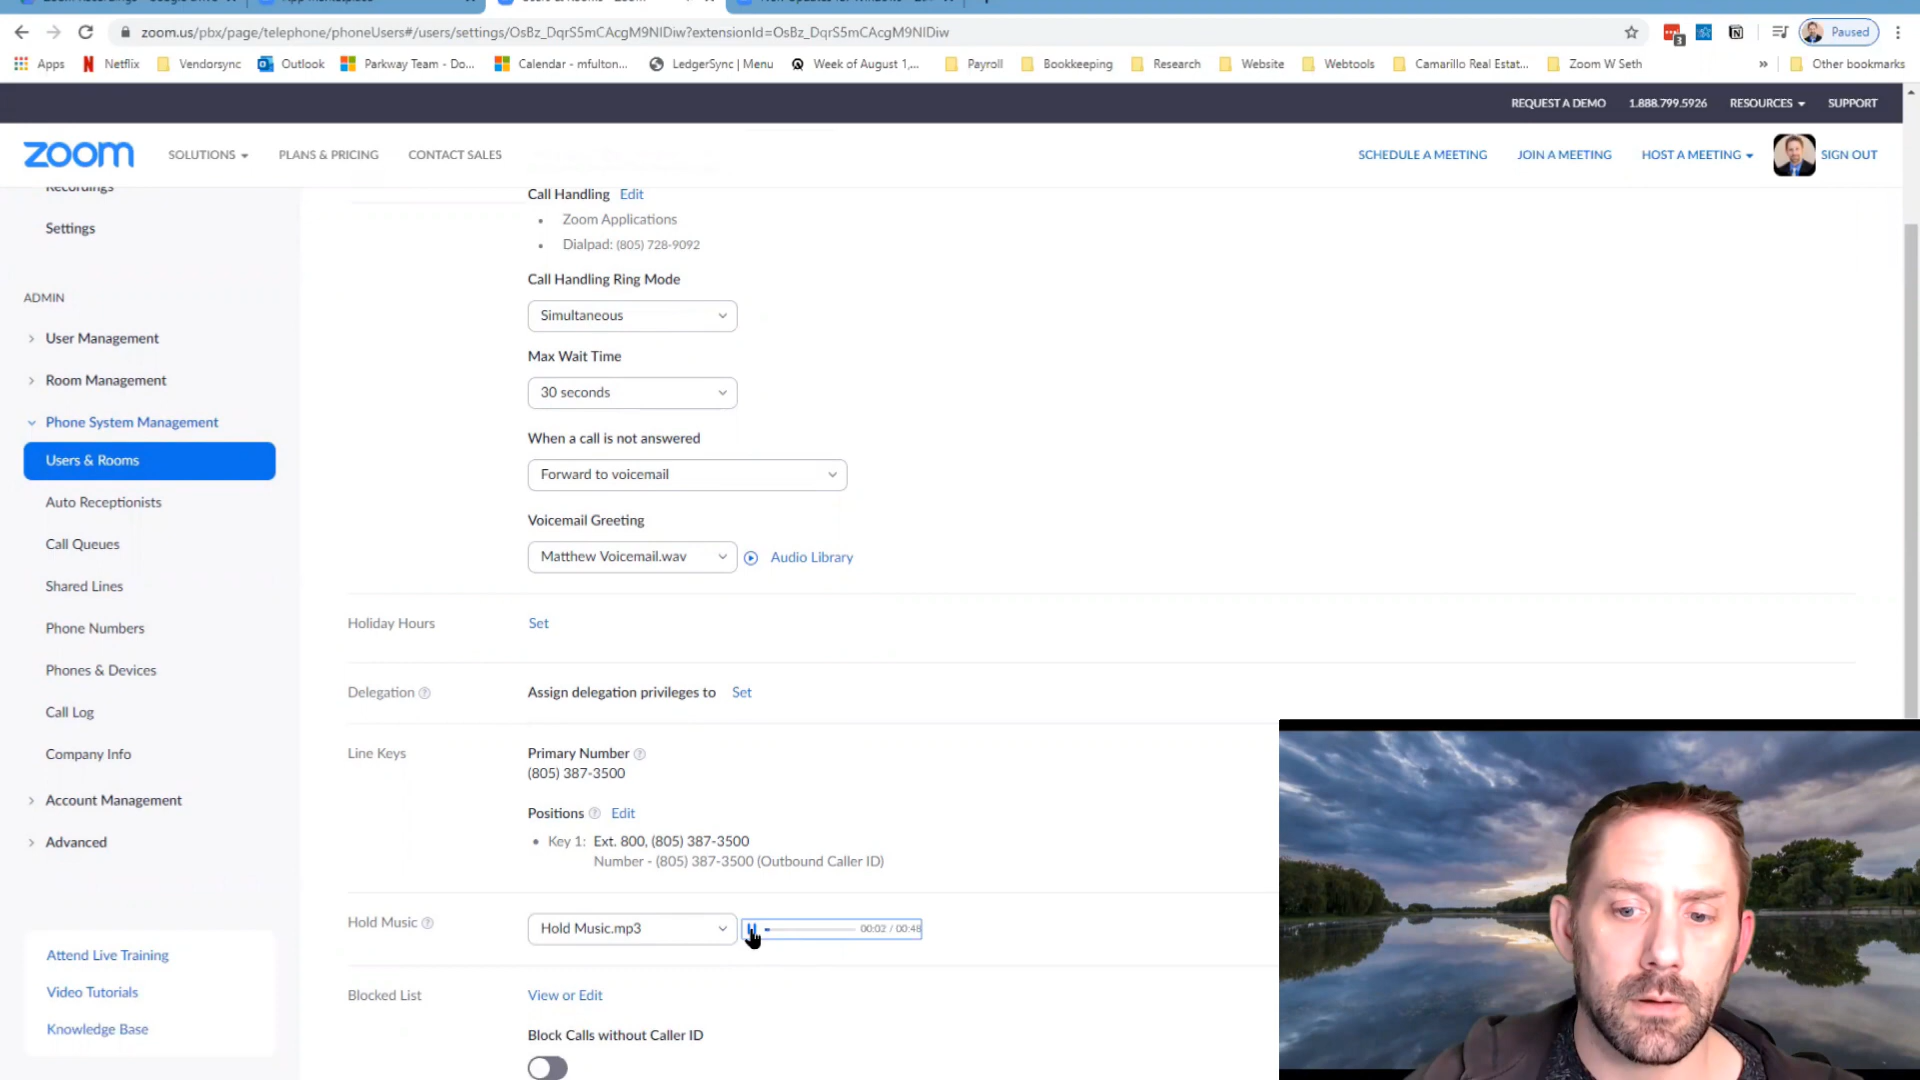 zoom.us/pbx/page/telephone/phoneUsers#/users/settings/OsBz_DqrS5mCAcgM9NIDiw?extensionId=OsBz_DqrS5mCAcgM9NIDiw
3
Paused
Apps Netflix Vendorsync Outlook Parkway Team - Do... Calendar - mfulton... LedgerSync | Menu Week of August 1,... Payroll Bookkeeping Research Website Webtools Camarillo Real Estat... Zoom W Seth » Other bookmarks
REQUEST A DEMO 1.888.799.5926 RESOURCES SUPPORT
zoom SOLUTIONS PLANS & PRICING CONTACT SALES SCHEDULE A MEETING JOIN A MEETING HOST A MEETING SIGN OUT
Recordings
Settings
ADMIN
User Management
Room Management
Phone System Management
Users & Rooms
Auto Receptionists
Call Queues
Shared Lines
Phone Numbers
Phones & Devices
Call Log
Company Info
Account Management
Advanced
Attend Live Training
Video Tutorials
Knowledge Base
Call Handling Edit
Zoom Applications
Dialpad: (805) 728-9092
Call Handling Ring Mode
Simultaneous
Max Wait Time
30 seconds
When a call is not answered
Forward to voicemail
Voicemail Greeting
Matthew Voicemail.wav Audio Library
Holiday Hours Set
Delegation Assign delegation privileges to Set
Line Keys Primary Number
(805) 387-3500
Positions Edit
Key 1: Ext. 800, (805) 387-3500
Number - (805) 387-3500 (Outbound Caller ID)
Hold Music Hold Music.mp3 00:02 / 00:48
Blocked List View or Edit
Block Calls without Caller ID